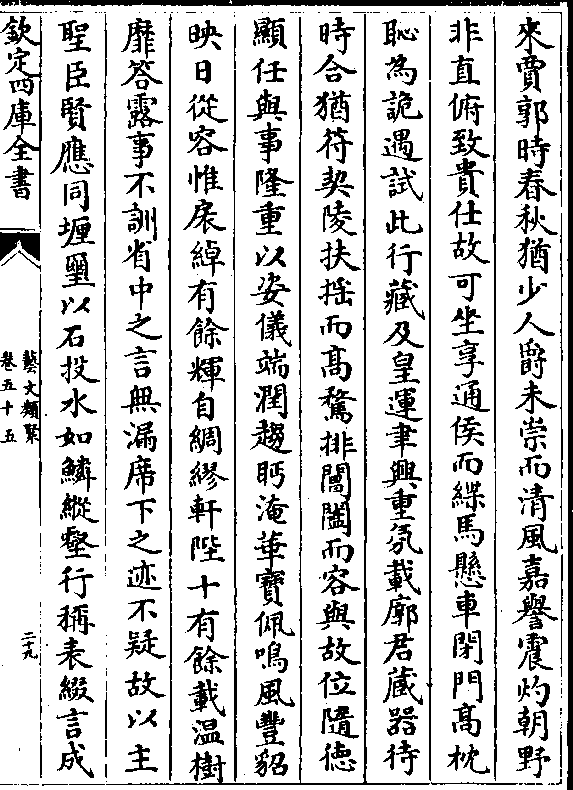 來賈郭時春秋猶少人爵未崇而清風嘉譽震灼朝野
非直俯致貴仕故可坐享通侯而緤馬懸車閉門髙枕
恥為詭遇試此行藏及皇運聿興重氛載廓君藏器待
時合猶符契陵扶揺而髙騖排閶闔而容與故位隨德
顯任與事隆重以姿儀端潤趨眄淹華寳佩鳴風豐貂
映日從容帷扆綽有餘輝自綢繆軒陛十有餘載温樹
靡答露事不訓省中之言無漏席下之迹不疑故以主
聖臣賢應同堙壐以石投水如鱗縱壑行稱表綴言成
欽定四庫全書
藝文類聚
卷五十五
二十九